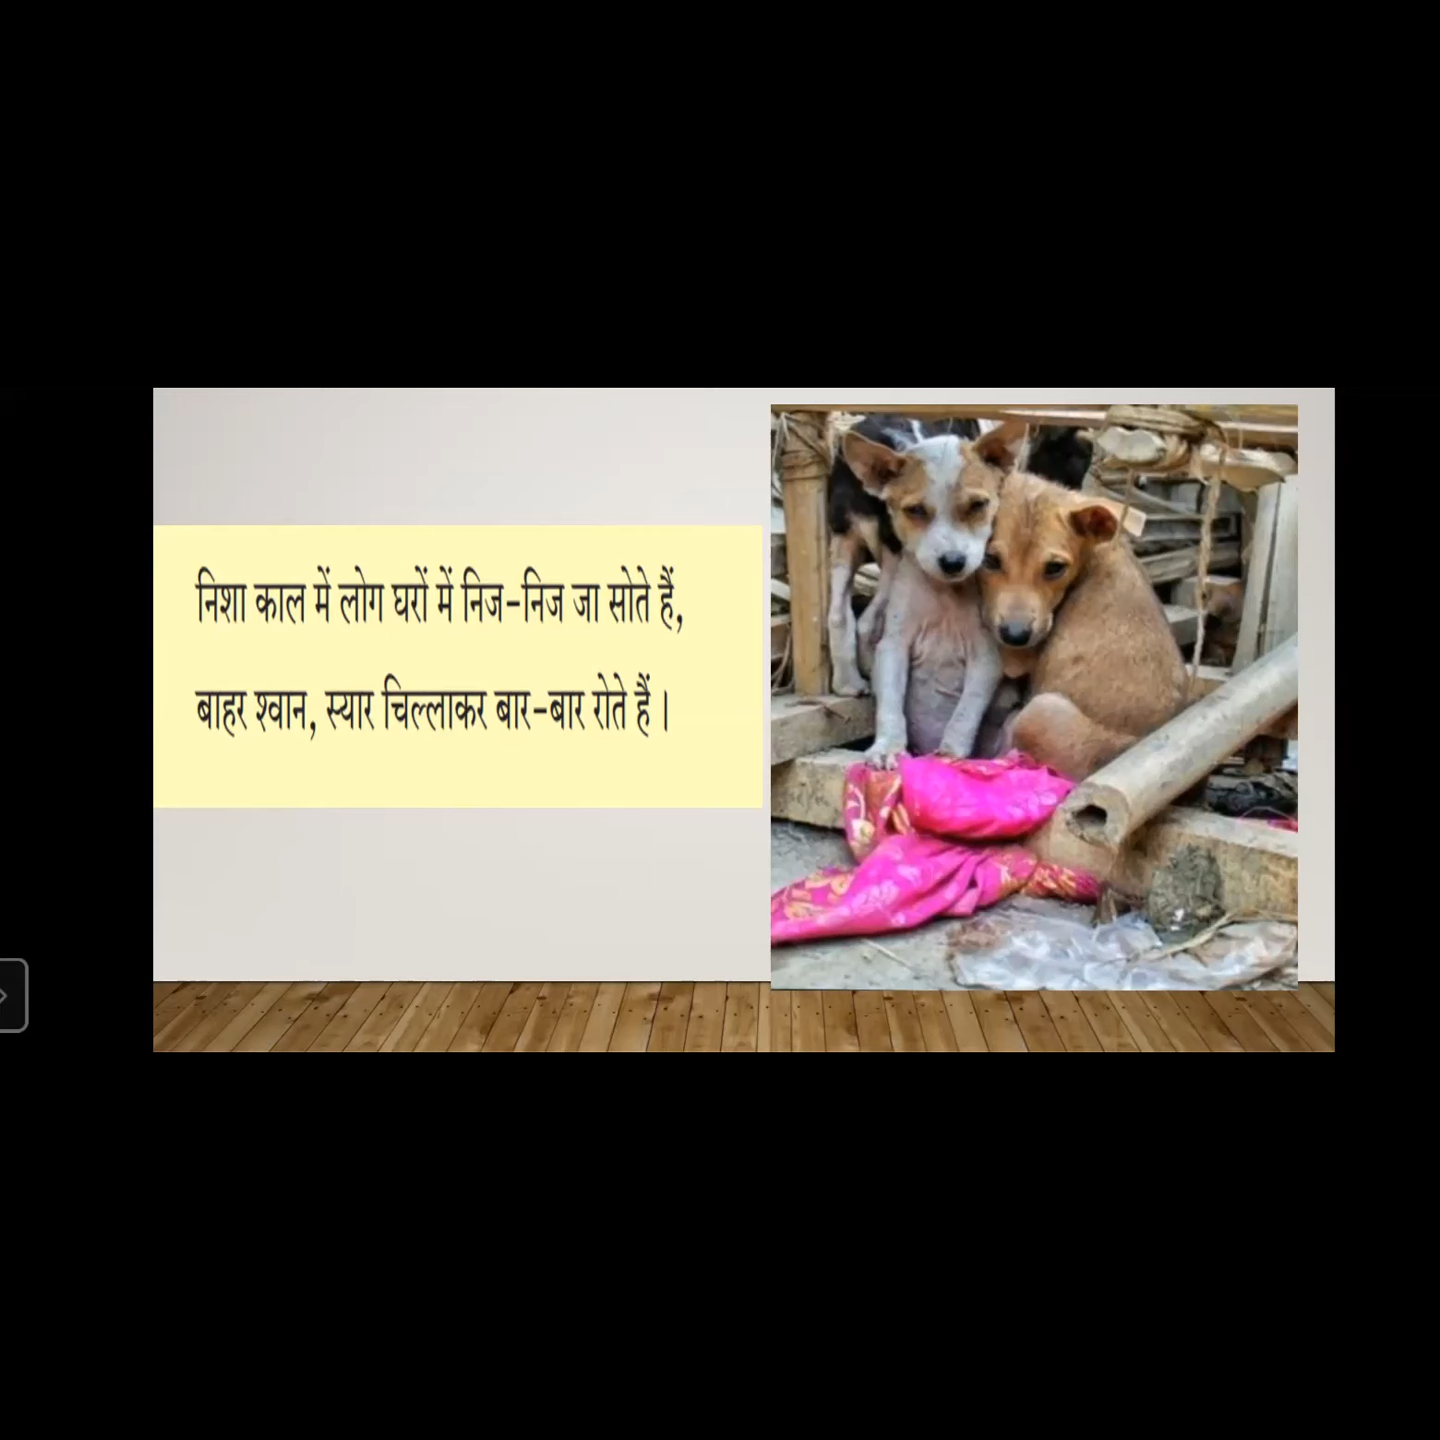 निशा काल में लोग घरों में निज-निज जा सोते हैं,
बाहर श्वान, स्यार चिल्लाकर बार-बार रोते हैं।